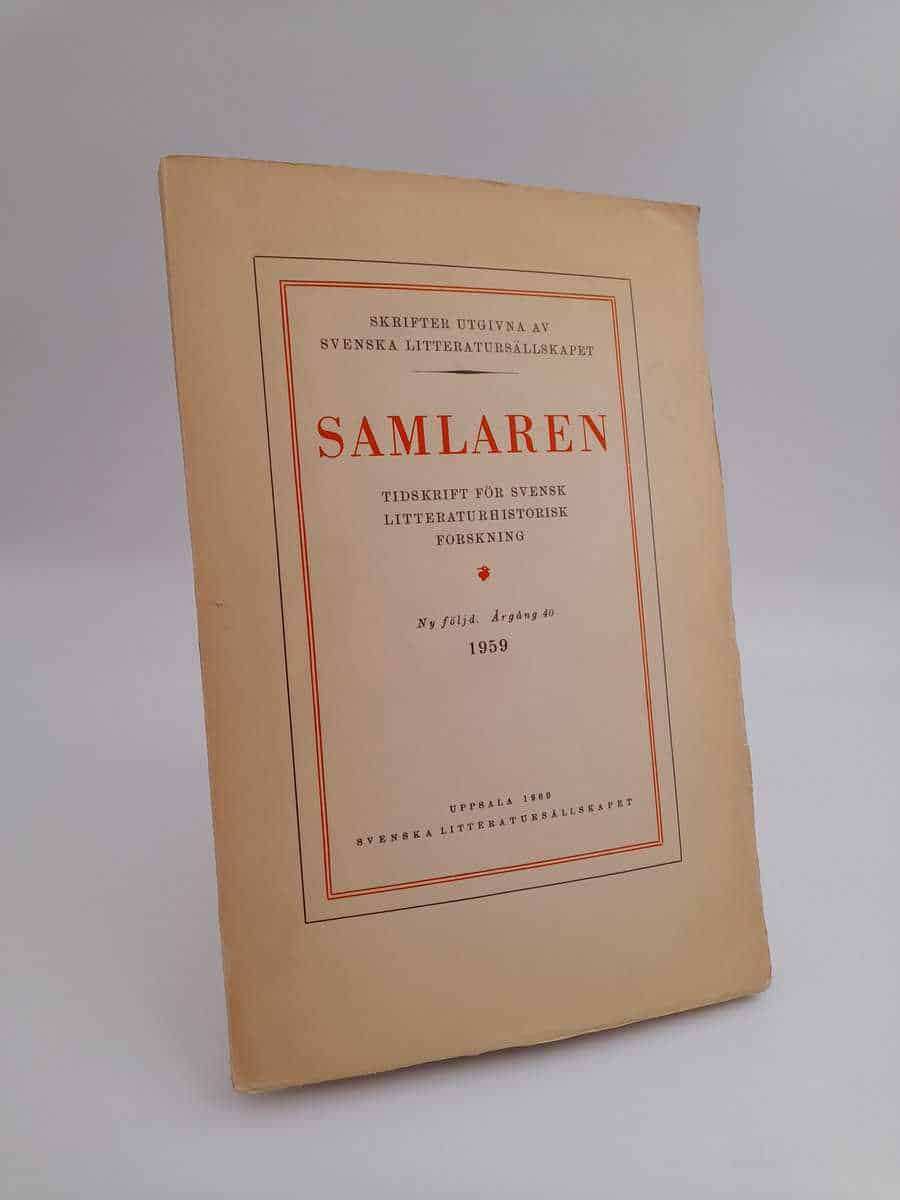 SKRIFTER UTGIVNA AV
SVENSKA LITTERATURSÄLLSKAPET
SAMLAREN
TIDSKRIFT FÖR SVENSK
LITTERATURHISTORISK
FORSKNING
Ny följd. Årgång 40
1959
UPPSALA 1960
SVENSKA LITTERATURSÄLLSKAPET